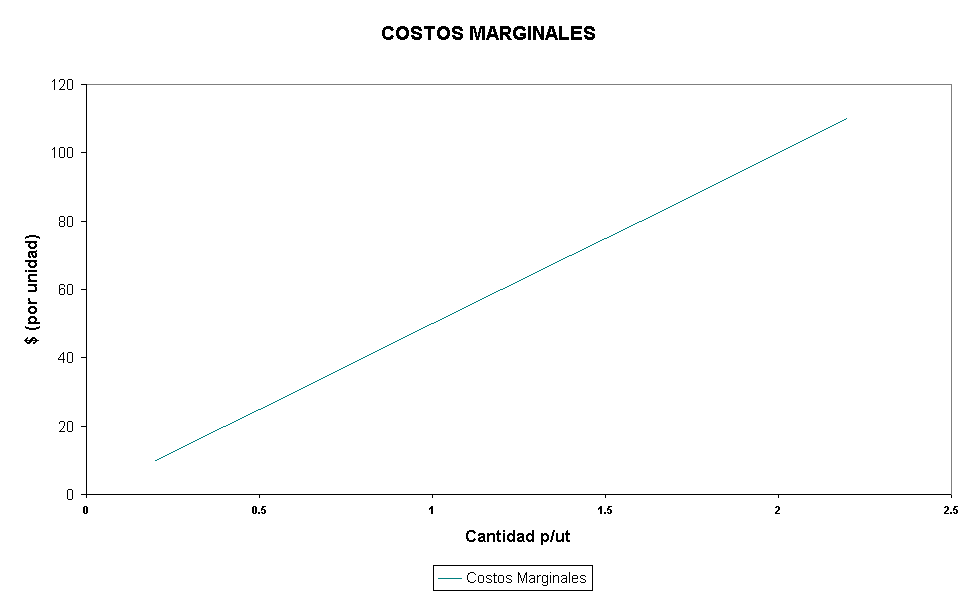 COSTOS MARGINALES
120
100
80
60
40
20
0
$ (por unidad)
0 0.5 1 1.5 2 2.5
Cantidad p/ut
Costos Marginales